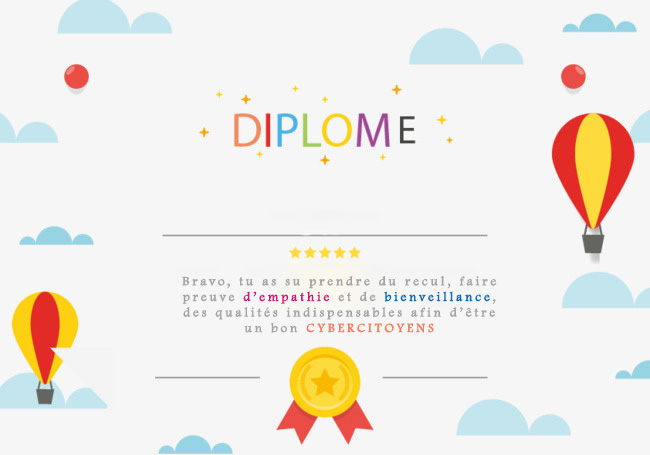 DIPLOME
Bravo, tu as su prendre du recul, faire
preuve d'empathie et de bienveillance,
des qualités indispensables afin d'être
un bon CYBERCITOYENS